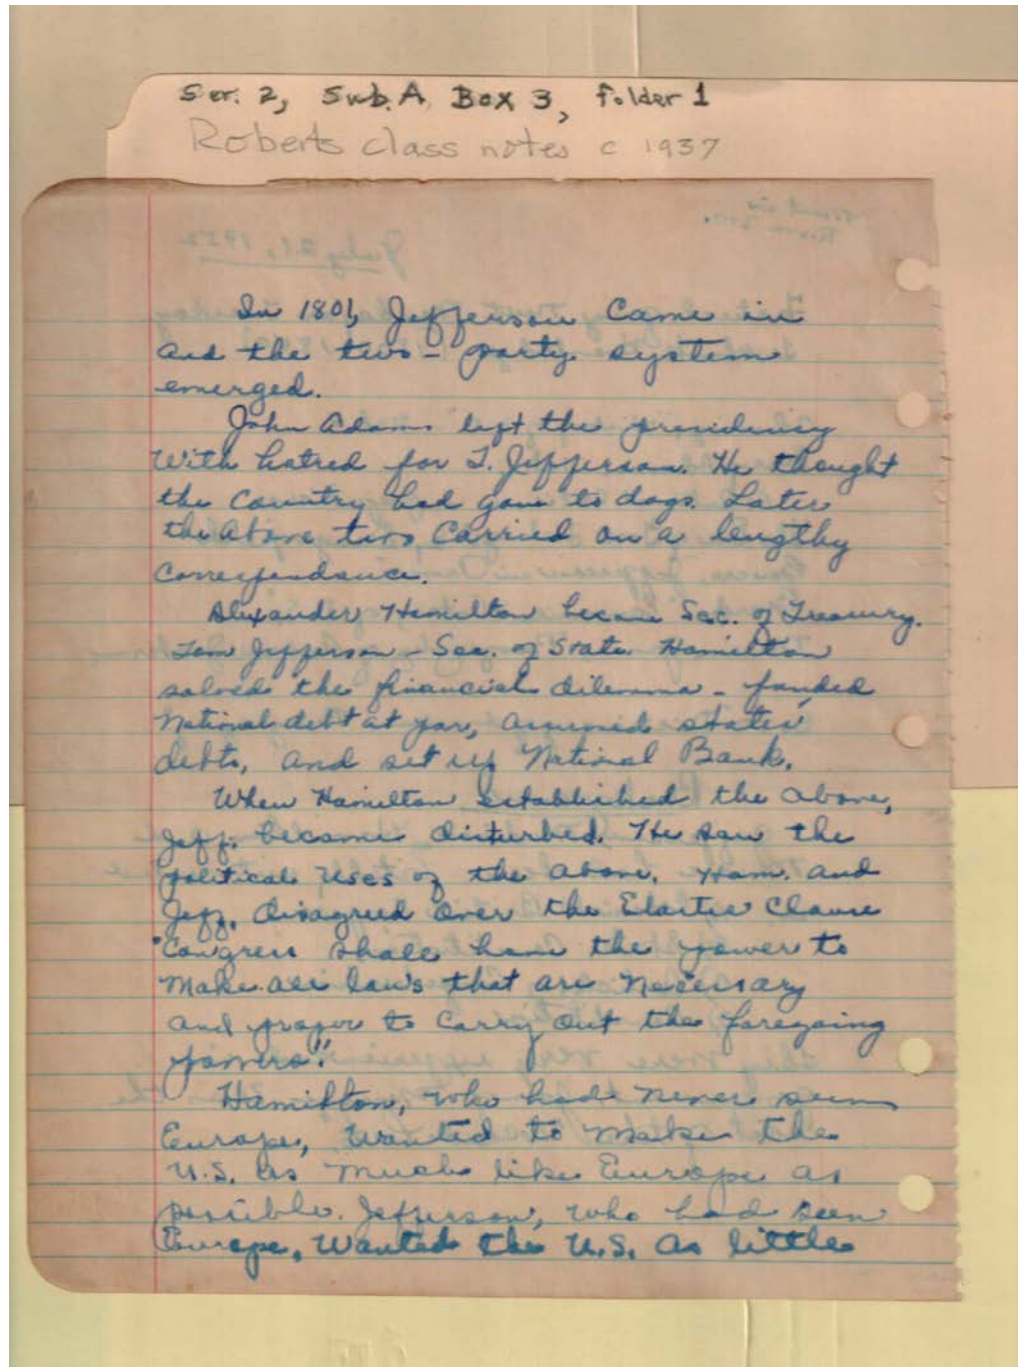 Ser. 2, Sub. A, Box 3, folder 1
Roberts class notes c 1937
July 21, 1952
In 1801, Jefferson Came in
and the two-party system
emerged.
John Adams left the presidency
With hatred for T. Jefferson. He thought
the Country had gone to dogs. Later
the above two Carried on a lengthy
Correspondence.
Alexander Hamilton became Sec. of Treasury.
Tom Jefferson - Sec. of State. Hamilton
solved the financial dilemma - funded
National debt at par, assumed states'
debts, and set up National Bank.
When Hamilton established the above,
Jeff. became disturbed. He saw the
political uses of the above. Ham. and
Jeff. disagreed over the Elastic Clause
"Congress shall have the power to
make all laws that are necessary
and proper to Carry out the foregoing
powers."
Hamilton, who had never seen
Europe, wanted to make the
U.S. as much like Europe as
possible. Jefferson, who had seen
Europe, wanted the U.S. as little